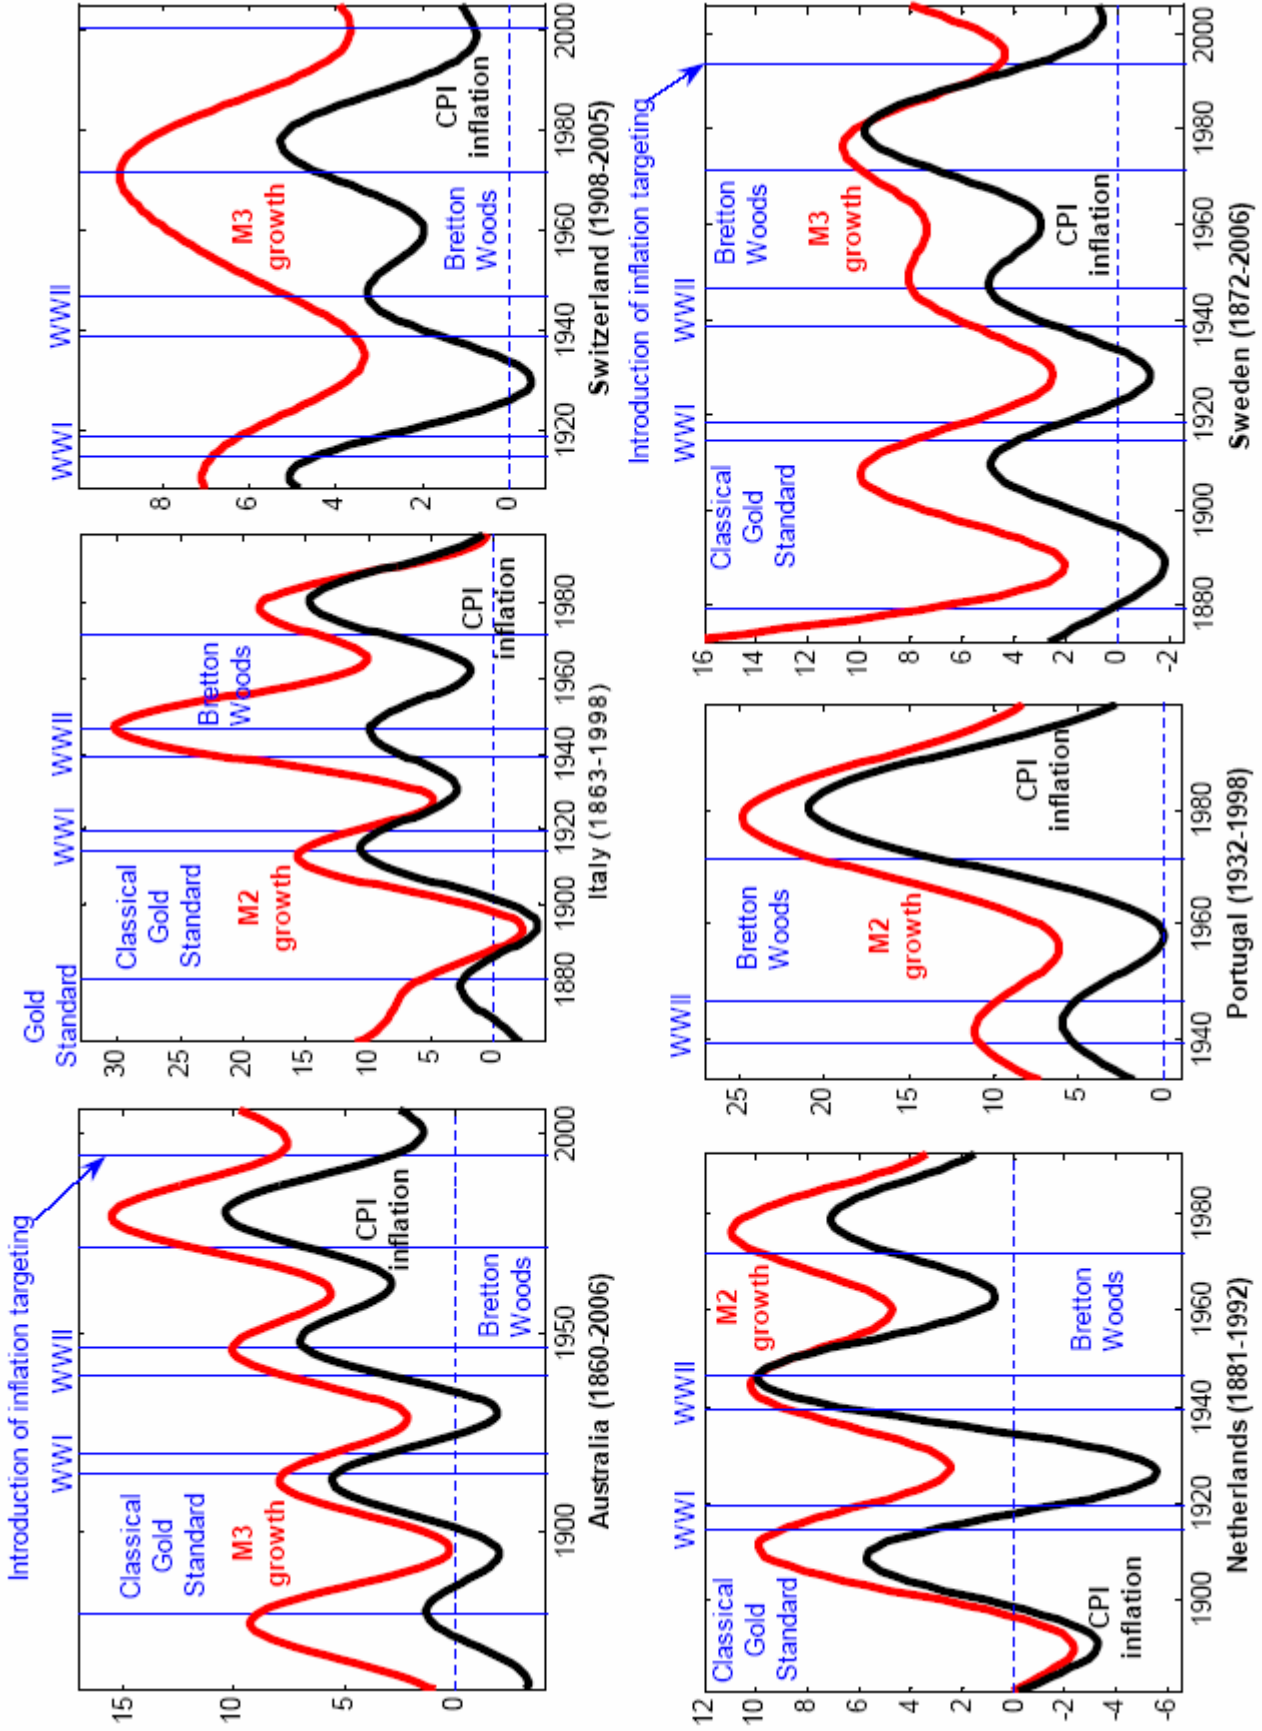 Introduction of inflation targeting
WWI
WWII
Classical
Gold
Standard
M3
growth
CPI
inflation
Bretton
Woods
15
10
5
0
1900
1950
2000
Australia (1860-2006)
Gold
Standard
WWI
WWII
Classical
Gold
Standard
M2
growth
Bretton
Woods
CPI
inflation
30
25
20
15
10
5
0
1880
1900
1920
1940
1960
1980
Italy (1863-1998)
WWI
WWII
M3
growth
Bretton
Woods
CPI
inflation
8
6
4
2
0
1920
1940
1960
1980
2000
Switzerland (1908-2005)
WWI
WWII
Classical
Gold
Standard
M2
growth
CPI
inflation
Bretton
Woods
12
10
8
6
4
2
0
-2
-4
-6
1900
1920
1940
1960
1980
Netherlands (1881-1992)
WWII
Bretton
Woods
M2
growth
CPI
inflation
25
20
15
10
5
0
1940
1960
1980
Portugal (1932-1998)
Introduction of inflation targeting
WWI
WWII
Classical
Gold
Standard
Bretton
Woods
M3
growth
CPI
inflation
16
14
12
10
8
6
4
2
0
-2
1880
1900
1920
1940
1960
1980
2000
Sweden (1872-2006)